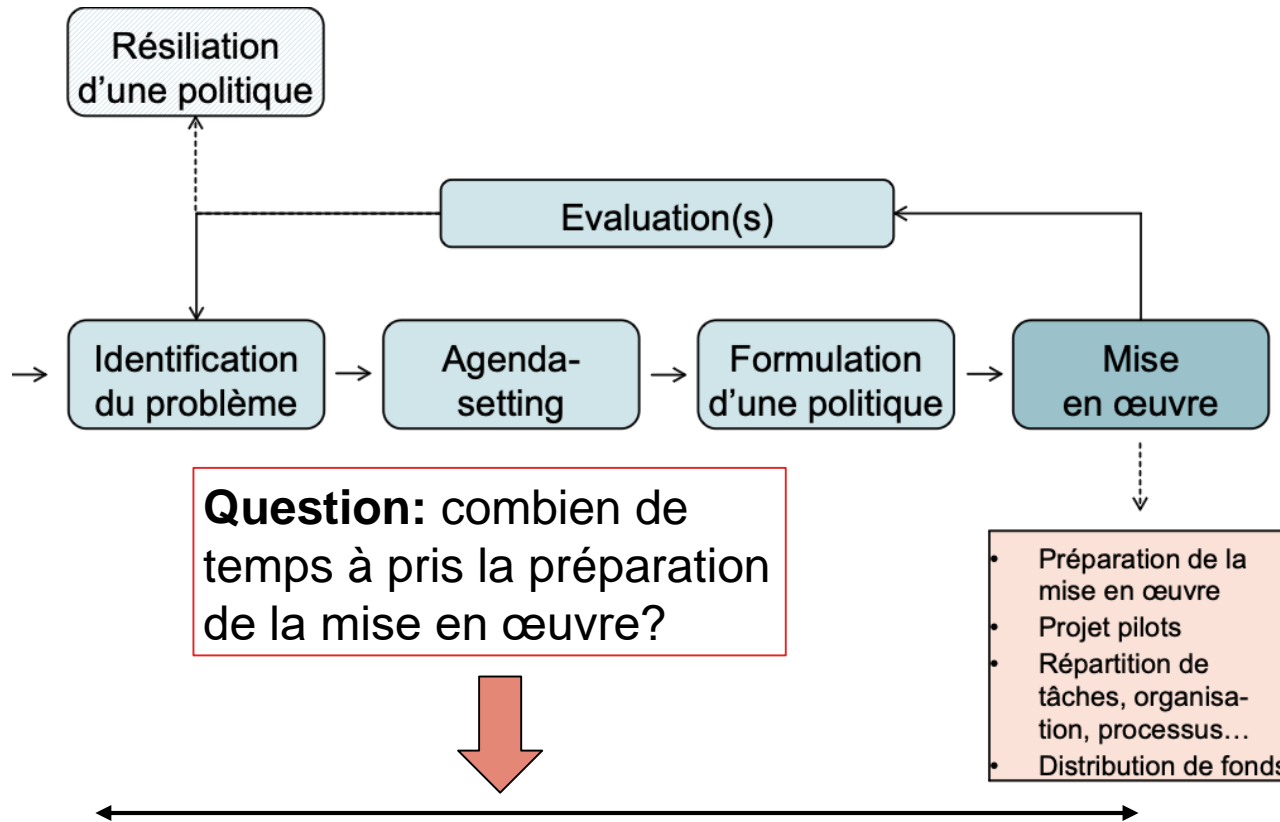 Résiliation
d’une politique
Evaluation(s)
Identification
du problème
Agenda-
setting
Formulation
d’une politique
Mise
en œuvre
Question: combien de
temps à pris la préparation
de la mise en œuvre?
• Préparation de la
mise en œuvre
• Projet pilots
• Répartition de
tâches, organisa-
tion, processus…
• Distribution de fonds